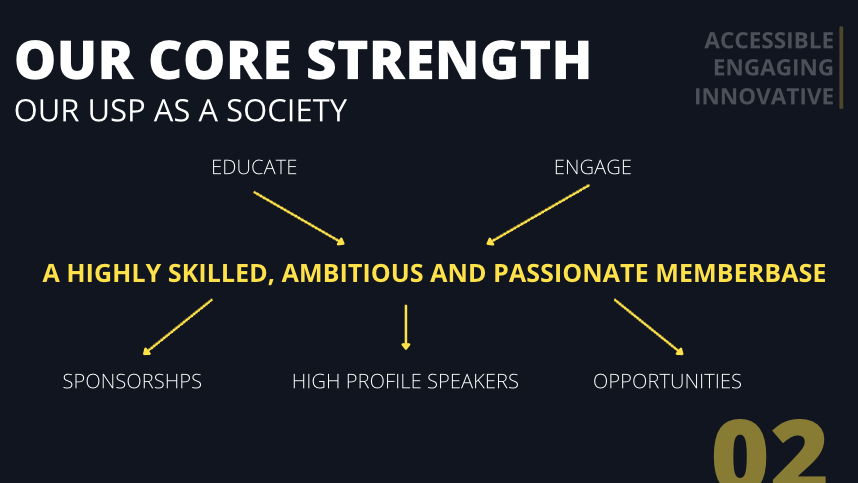 OUR CORE STRENGTH
OUR USP AS A SOCIETY
ACCESSIBLE
ENGAGING
INNOVATIVE
EDUCATE
ENGAGE
A HIGHLY SKILLED, AMBITIOUS AND PASSIONATE MEMBERBASE
SPONSORSHPS
HIGH PROFILE SPEAKERS
OPPORTUNITIES
02